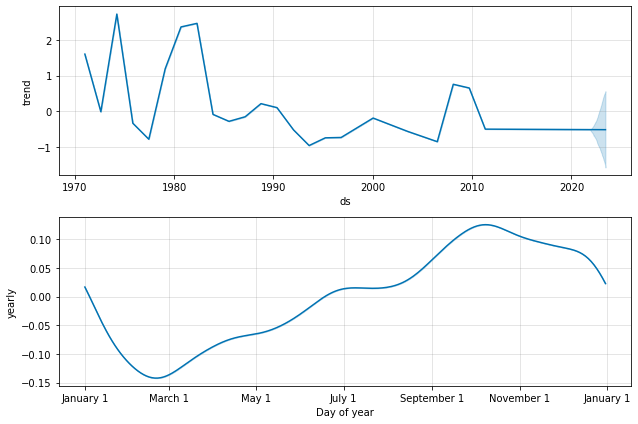 2
1
0
−1
trend
1970 1980 1990 2000 2010 2020
ds
0.10
0.05
0.00
−0.05
−0.10
−0.15
yearly
January 1 March 1 May 1 July 1 September 1 November 1 January 1
Day of year